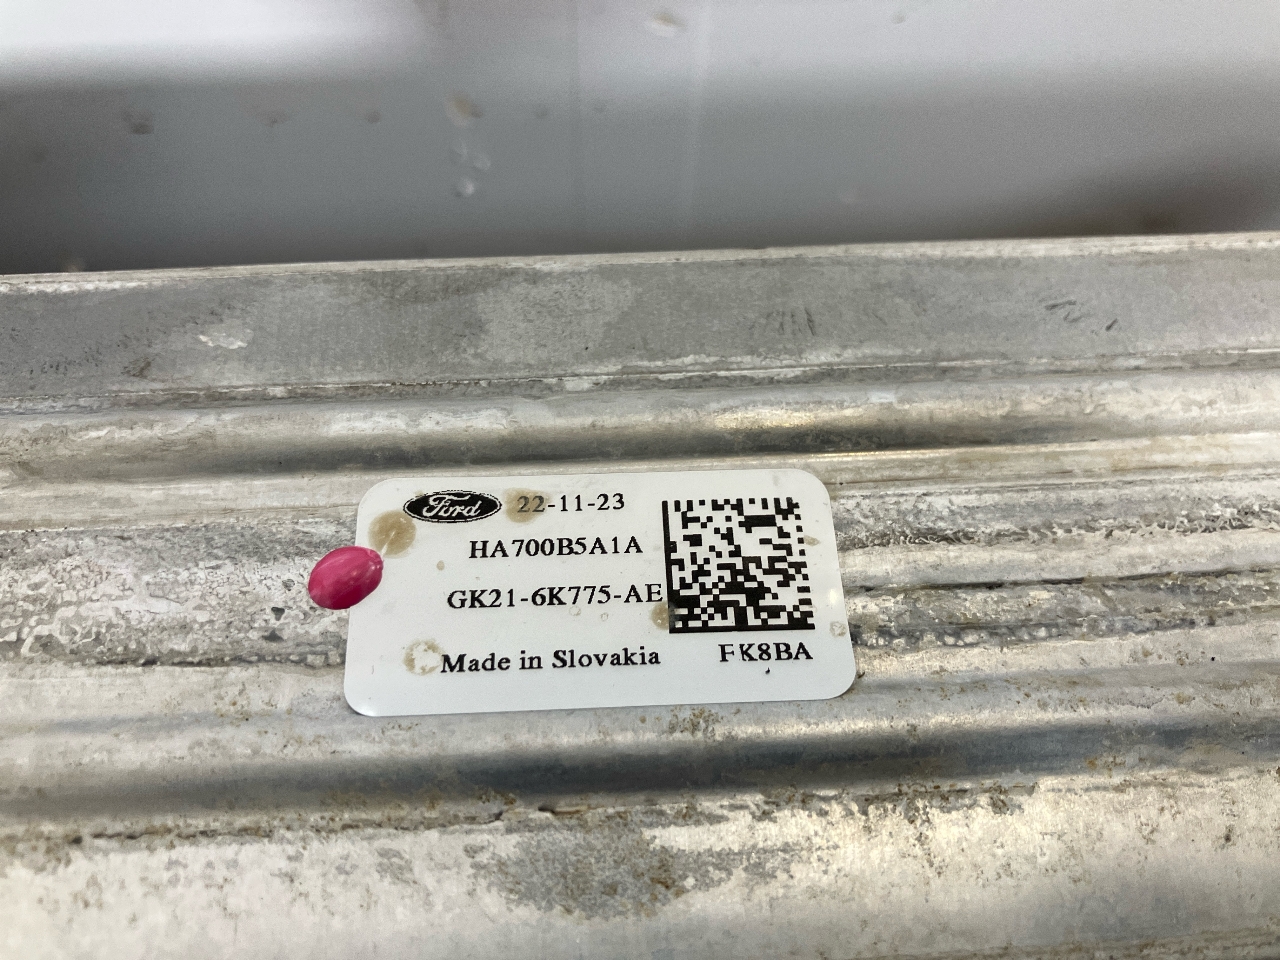 Ford 22-11-23
HA700B5A1A
GK21-6K775-AE
Made in Slovakia FK8BA